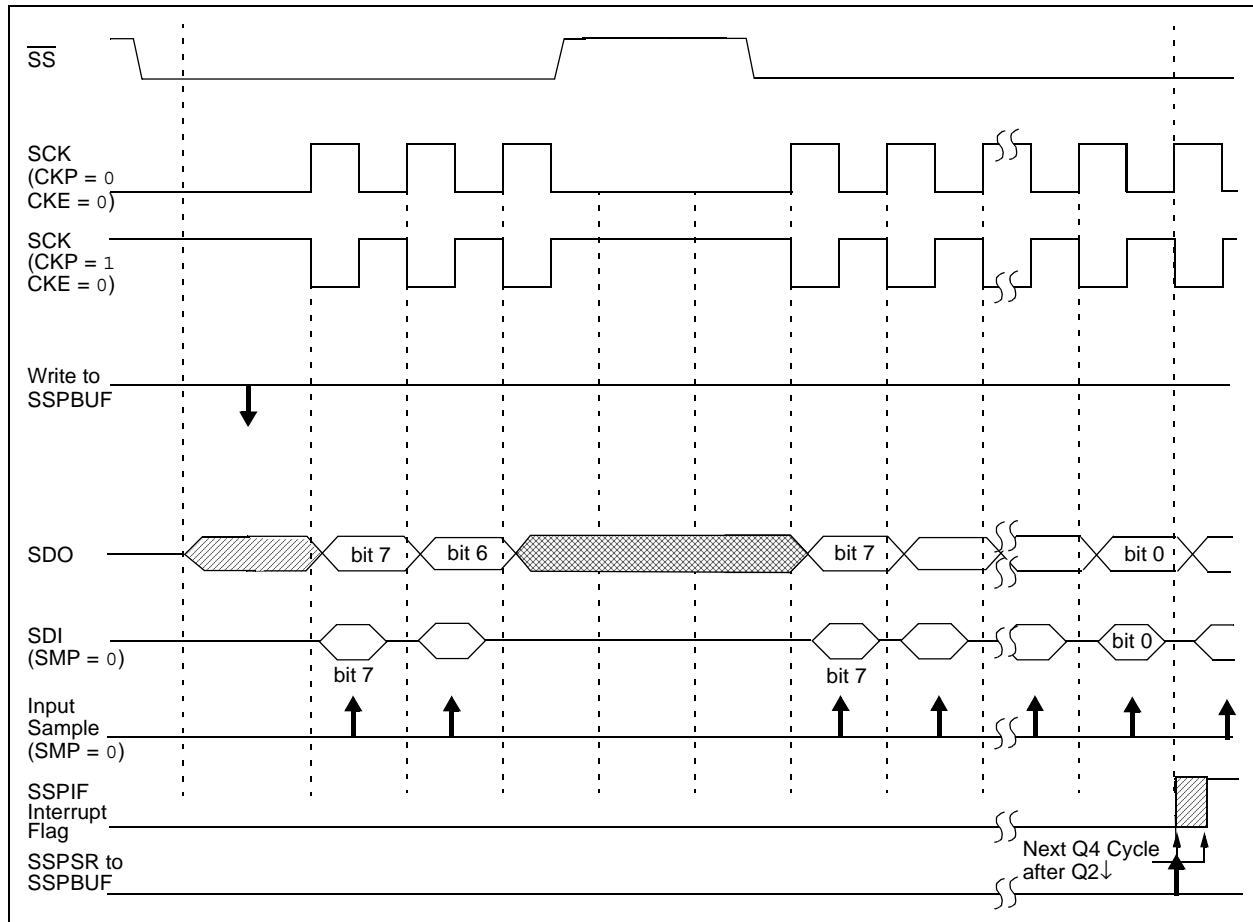 SS
SCK
(CKP = 0
CKE = 0)
SCK
(CKP = 1
CKE = 0)
Write to
SSPBUF
SDO
bit 7
bit 6
bit 7
bit 0
SDI
(SMP = 0)
bit 7
bit 7
bit 0
Input
Sample
(SMP = 0)
SSPIF
Interrupt
Flag
SSPSR to
SSPBUF
Next Q4 Cycle
after Q2↓